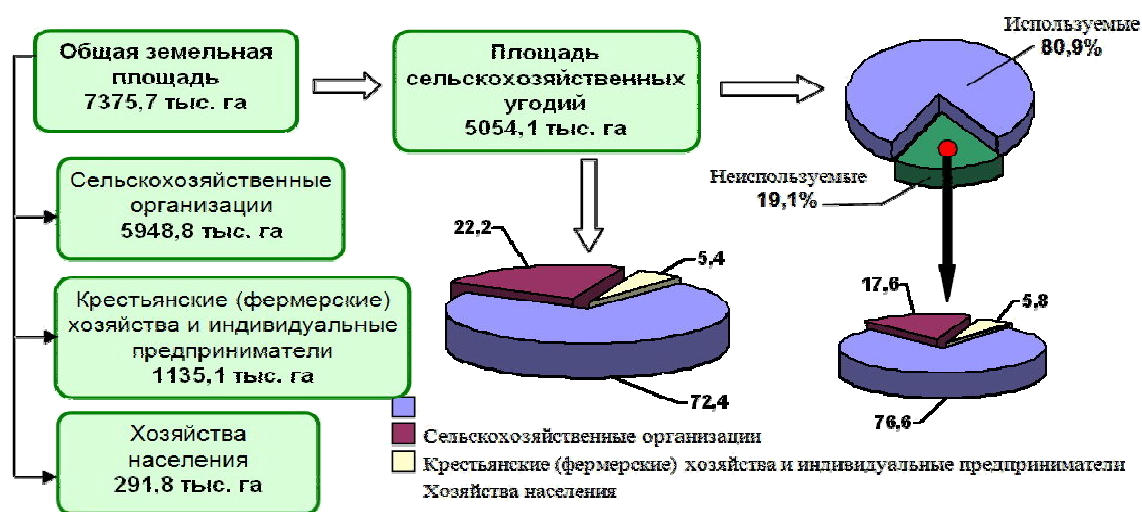 Общая земельная
площадь
7375,7 тыс. га
Площадь
сельскохозяйственных
угодий
5054,1 тыс. га
Используемые
80,9%
Неиспользуемые
19,1%
Сельскохозяйственные
организации
5948,8 тыс. га
Крестьянские (фермерские)
хозяйства и индивидуальные
предприниматели
1135,1 тыс. га
Хозяйства
населения
291,8 тыс. га
22,2
5,4
72,4
17,6
5,8
76,6
Сельскохозяйственные организации
Крестьянские (фермерские) хозяйства и индивидуальные предприниматели
Хозяйства населения